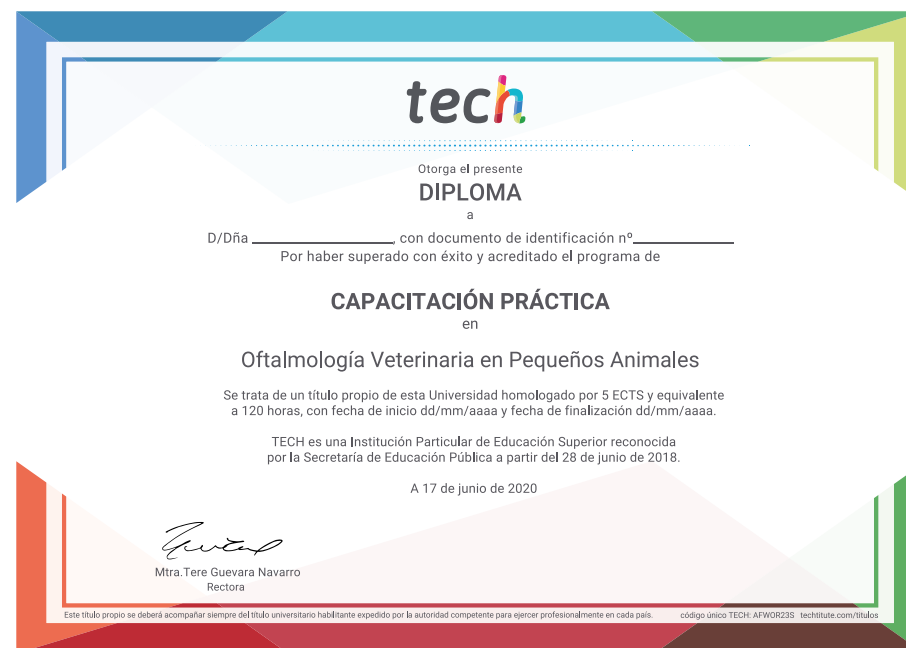 tech
Otorga el presente
DIPLOMA
a
D/Dña ____________________, con documento de identificación nº______________
Por haber superado con éxito y acreditado el programa de
CAPACITACIÓN PRÁCTICA
en
Oftalmología Veterinaria en Pequeños Animales
Se trata de un título propio de esta Universidad homologado por 5 ECTS y equivalente
a 120 horas, con fecha de inicio dd/mm/aaaa y fecha de finalización dd/mm/aaaa.
TECH es una Institución Particular de Educación Superior reconocida
por la Secretaría de Educación Pública a partir del 28 de junio de 2018.
A 17 de junio de 2020
Mtra.Tere Guevara Navarro
Rectora
Este título propio se deberá acompañar siempre del título universitario habilitante expedido por la autoridad competente para ejercer profesionalmente en cada país. código único TECH: AFWOR23S techtitute.com/titulos